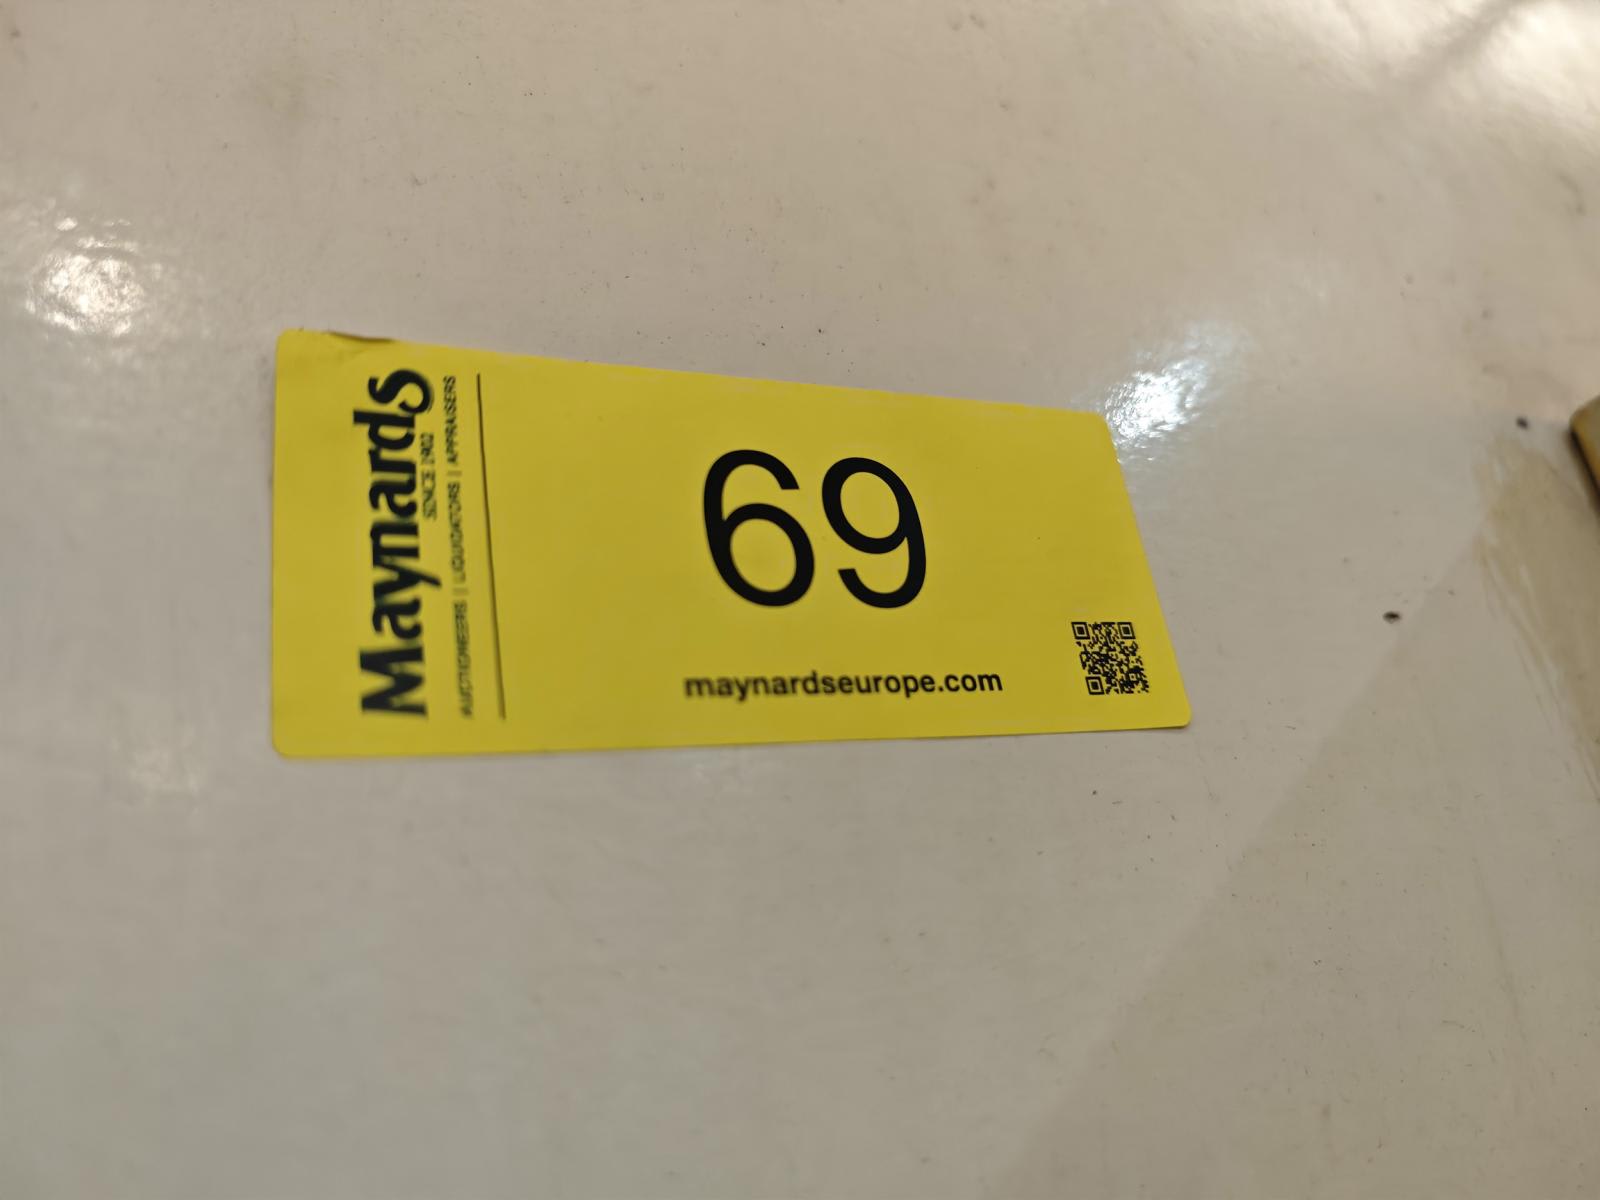 Maynards
SINCE 1902
AUCTIONEERS | LIQUIDATORS | APPRAISERS
69
maynardseurope.com